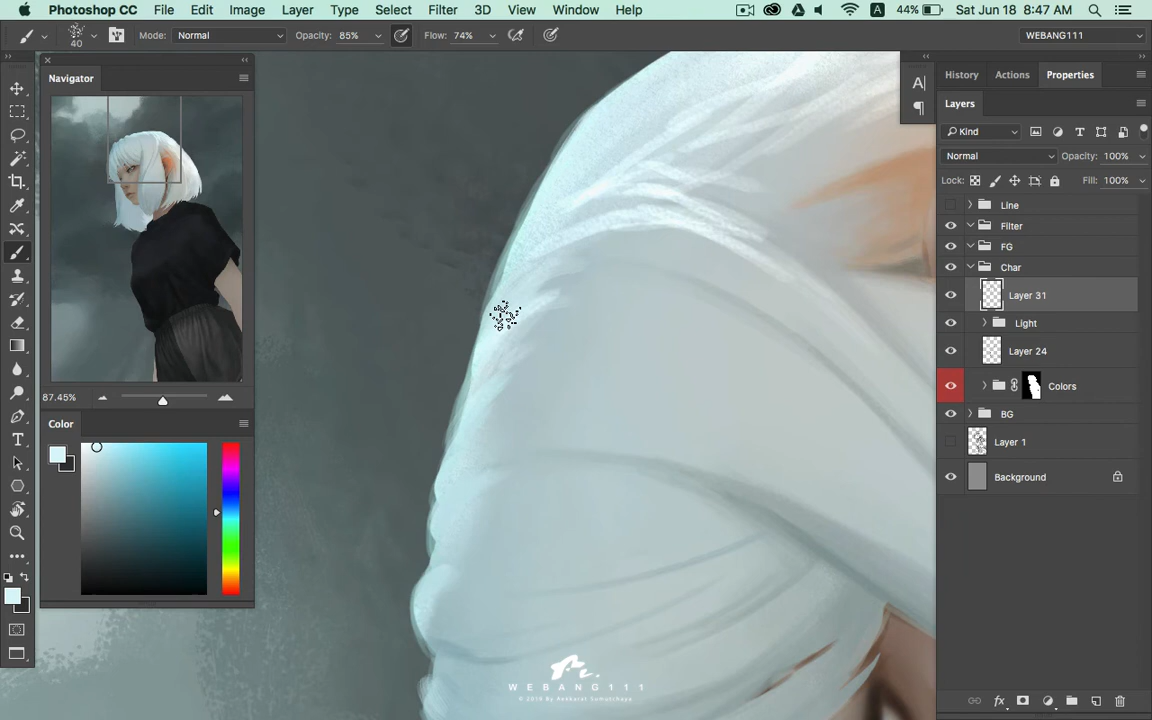 Photoshop CC File Edit Image Layer Type Select Filter 3D View Window Help A 44% Sat Jun 18 8:47 AM
40 Mode: Normal Opacity: 85% Flow: 74% WEBANG111
Navigator
87.45%
Color
A
History Actions Properties
Layers
Kind
Normal Opacity: 100%
Lock: Fill: 100%
Line
Filter
FG
Char
Layer 31
Light
Layer 24
Colors
BG
Layer 1
Background
WEBANG111